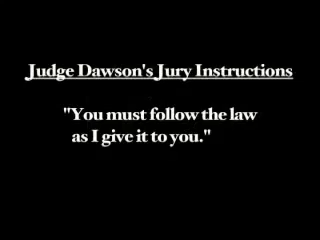 Judge Dawson's Jury Instructions
"You must follow the law
as I give it to you."